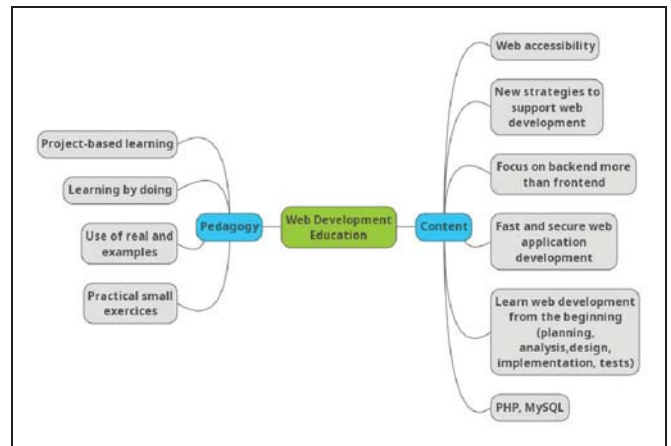 Project-based learning
Learning by doing
Use of real and
examples
Practical small
exercices
Pedagogy
Web Development
Education
Content
Web accessibility
New strategies to
support web
development
Focus on backend more
than frontend
Fast and secure web
application
development
Learn web development
from the beginning
(planning,
analysis,design,
implementation, tests)
PHP, MySQL